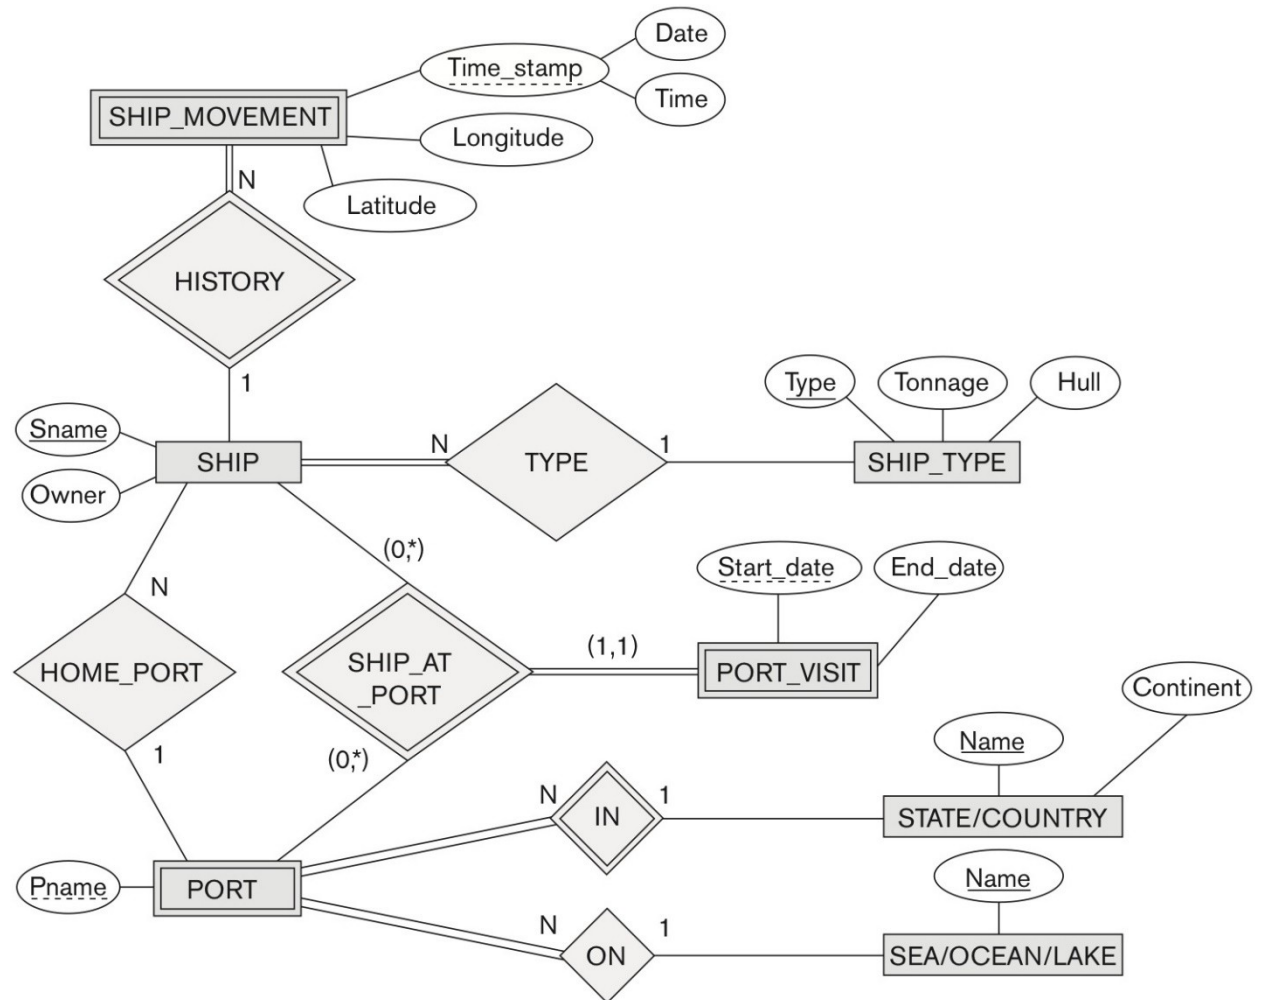 Date
Time_stamp
Time
SHIP_MOVEMENT
Longitude
N
Latitude
HISTORY
1
Sname
SHIP
Owner
N
TYPE
1
Type
Tonnage
Hull
SHIP_TYPE
(0,*)
N
HOME_PORT
1
SHIP_AT
_PORT
(0,*)
(1,1)
Start_date
End_date
PORT_VISIT
Continent
Name
N
IN
1
STATE/COUNTRY
Pname
PORT
Name
N
ON
1
SEA/OCEAN/LAKE